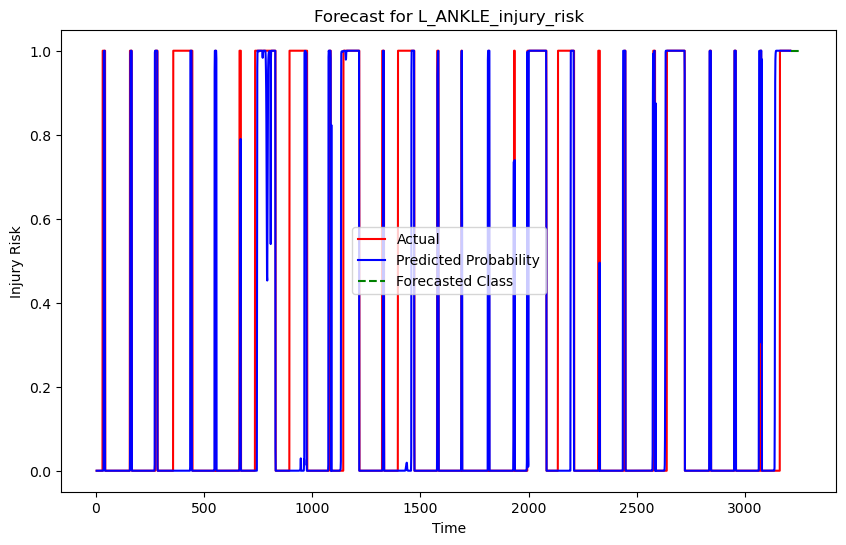 Forecast for L_ANKLE_injury_risk
1.0
0.8
0.6
0.4
0.2
0.0
Injury Risk
Actual
Predicted Probability
Forecasted Class
0 500 1000 1500 2000 2500 3000
Time